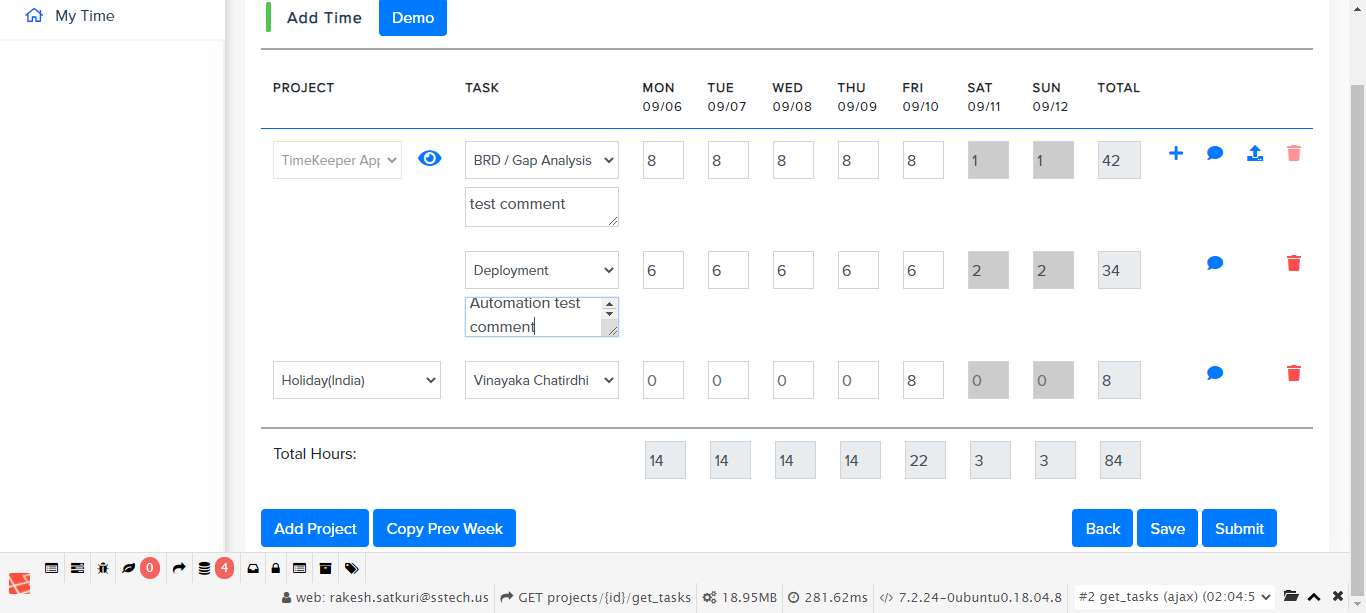 My Time
Add Time Demo
PROJECT TASK MON TUE WED THU FRI SAT SUN TOTAL
09/06 09/07 09/08 09/09 09/10 09/11 09/12
TimeKeeper App BRD / Gap Analysis 8 8 8 8 8 1 1 42
test comment
Deployment 6 6 6 6 6 2 2 34
Automation test
comment
Holiday(India) Vinayaka Chatirdhi 0 0 0 0 8 0 0 8
Total Hours: 14 14 14 14 22 3 3 84
Add Project Copy Prev Week Back Save Submit
0 4
web: rakesh.satkuri@sstech.us GET projects/{id}/get_tasks 18.95MB 281.62ms 7.2.24-0ubuntu0.18.04.8 #2 get_tasks (ajax) (02:04:5